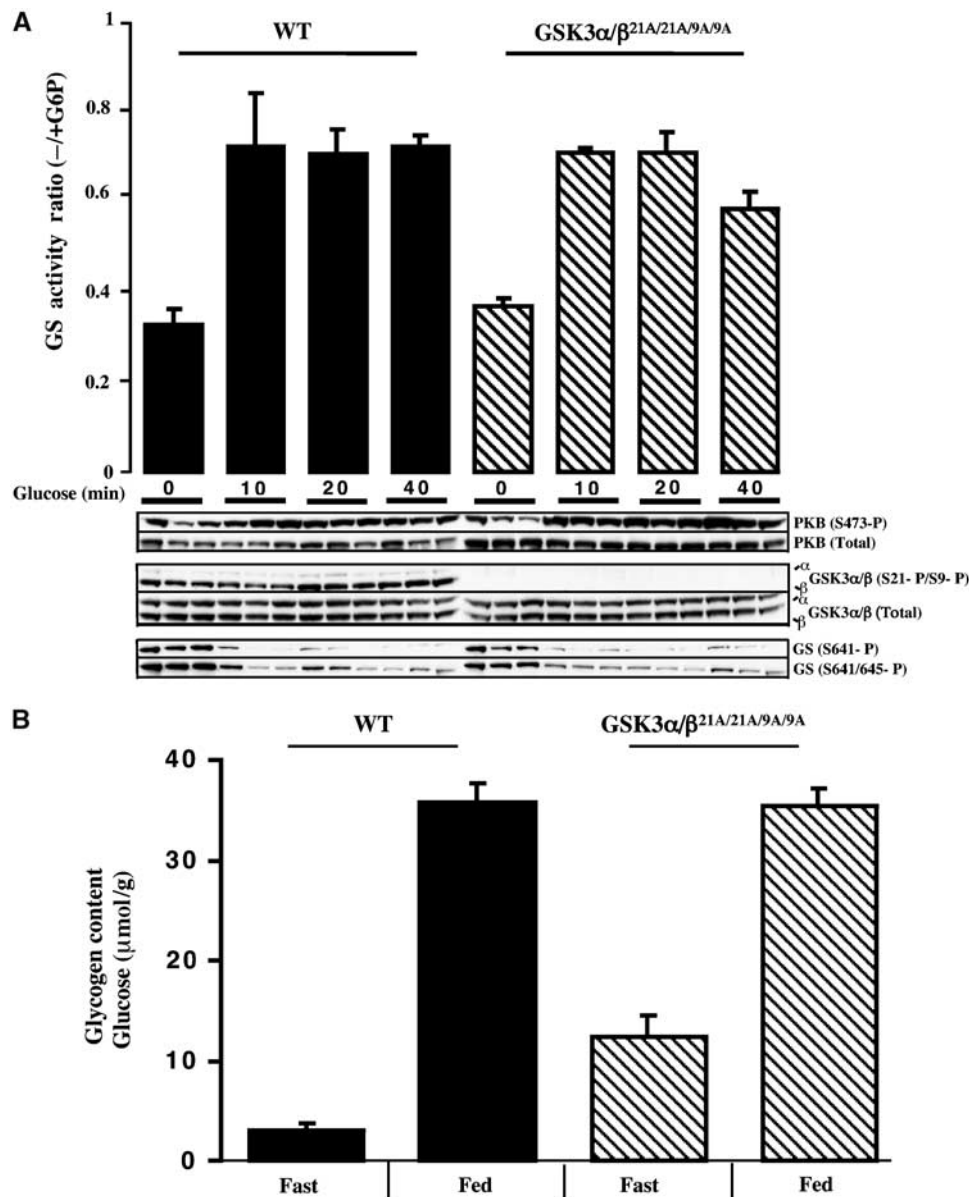 A
WT
GSK3α/β21A/21A/9A/9A
GS activity ratio (–/+G6P)
1
0.8
0.6
0.4
0.2
0
Glucose (min)
0 10 20 40 0 10 20 40
PKB (S473-P)
PKB (Total)
α
β
GSK3α/β (S21- P/S9- P)
α
β
GSK3α/β (Total)
GS (S641- P)
GS (S641/645- P)
B
WT
GSK3α/β21A/21A/9A/9A
Glycogen content
Glucose (μmol/g)
40
30
20
10
0
Fast Fed Fast Fed